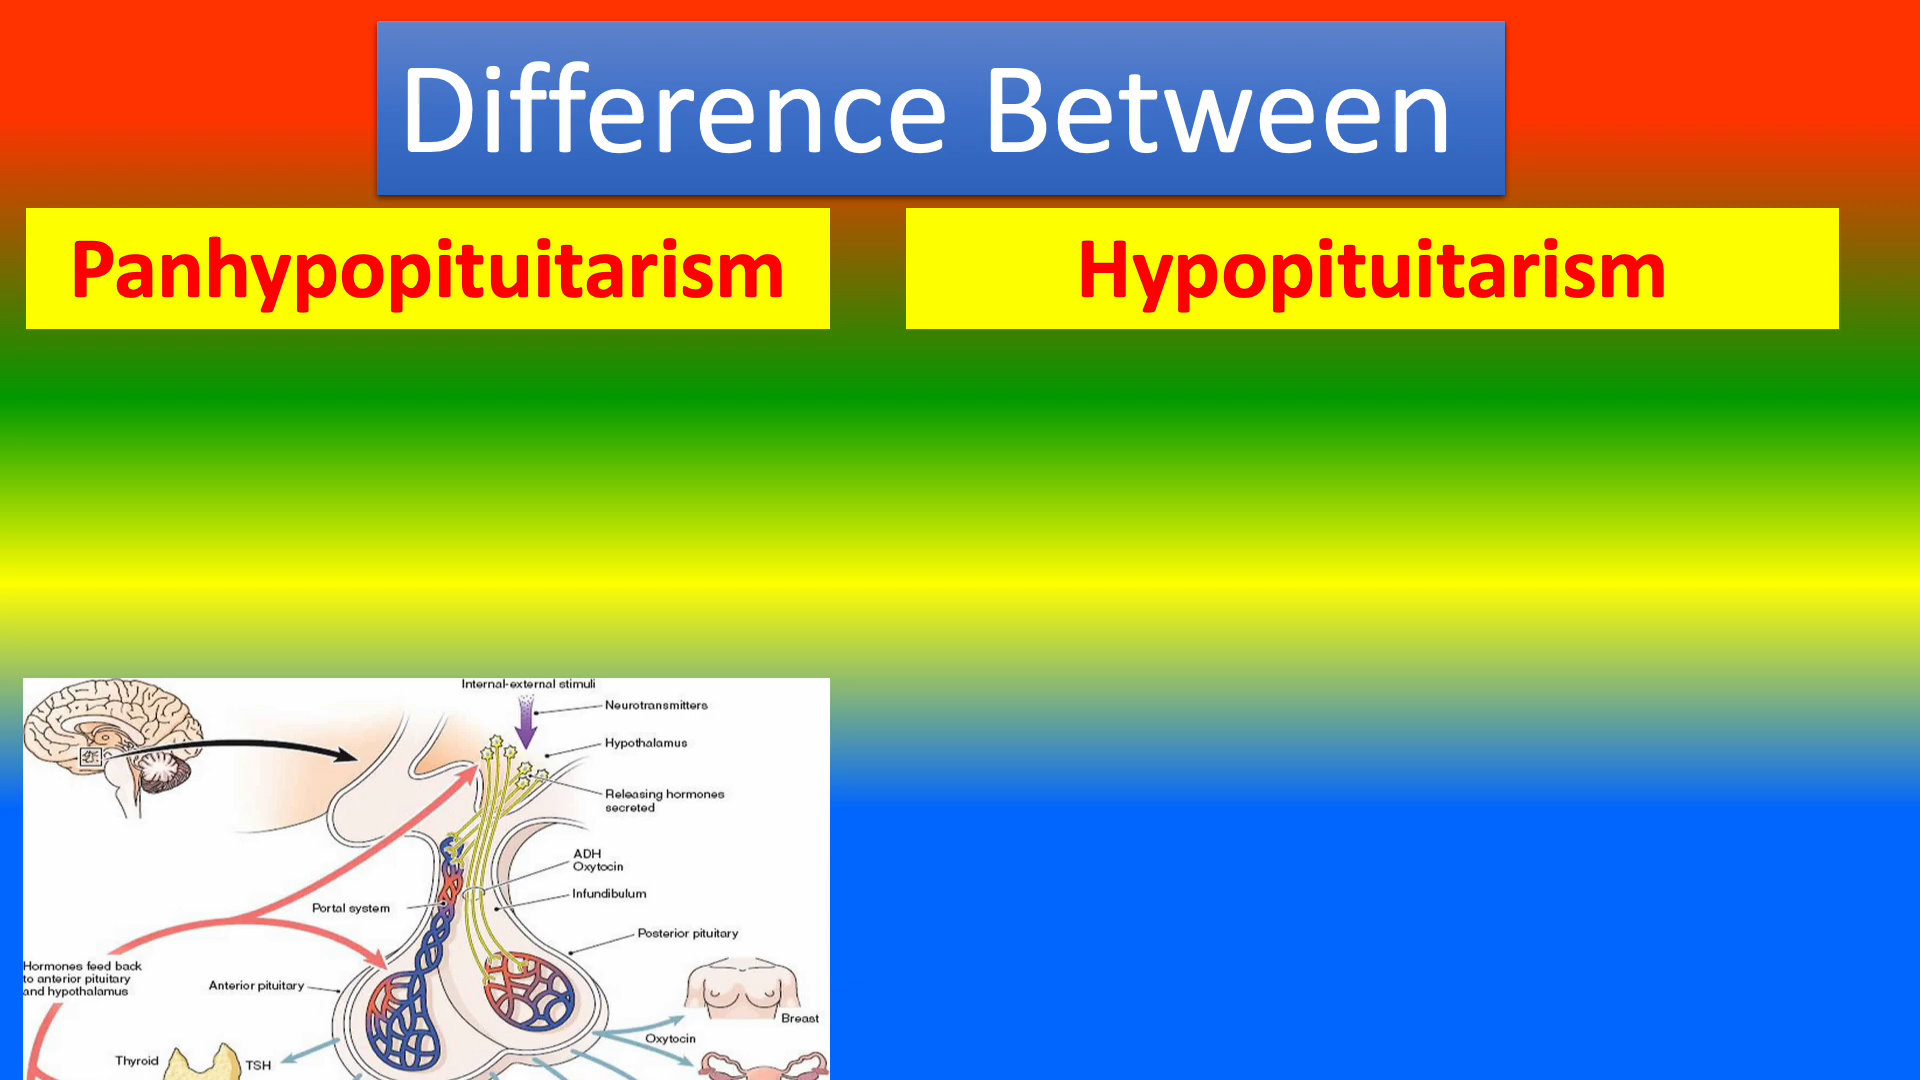 Difference Between
Panhypopituitarism
Hypopituitarism
Internal-external stimuli
Neurotransmitters
Hypothalamus
Releasing hormones
secreted
ADH
Oxytocin
Infundibulum
Portal system
Posterior pituitary
Hormones feed back
to anterior pituitary
and hypothalamus
Anterior pituitary
Breast
Oxytocin
Thyroid
TSH